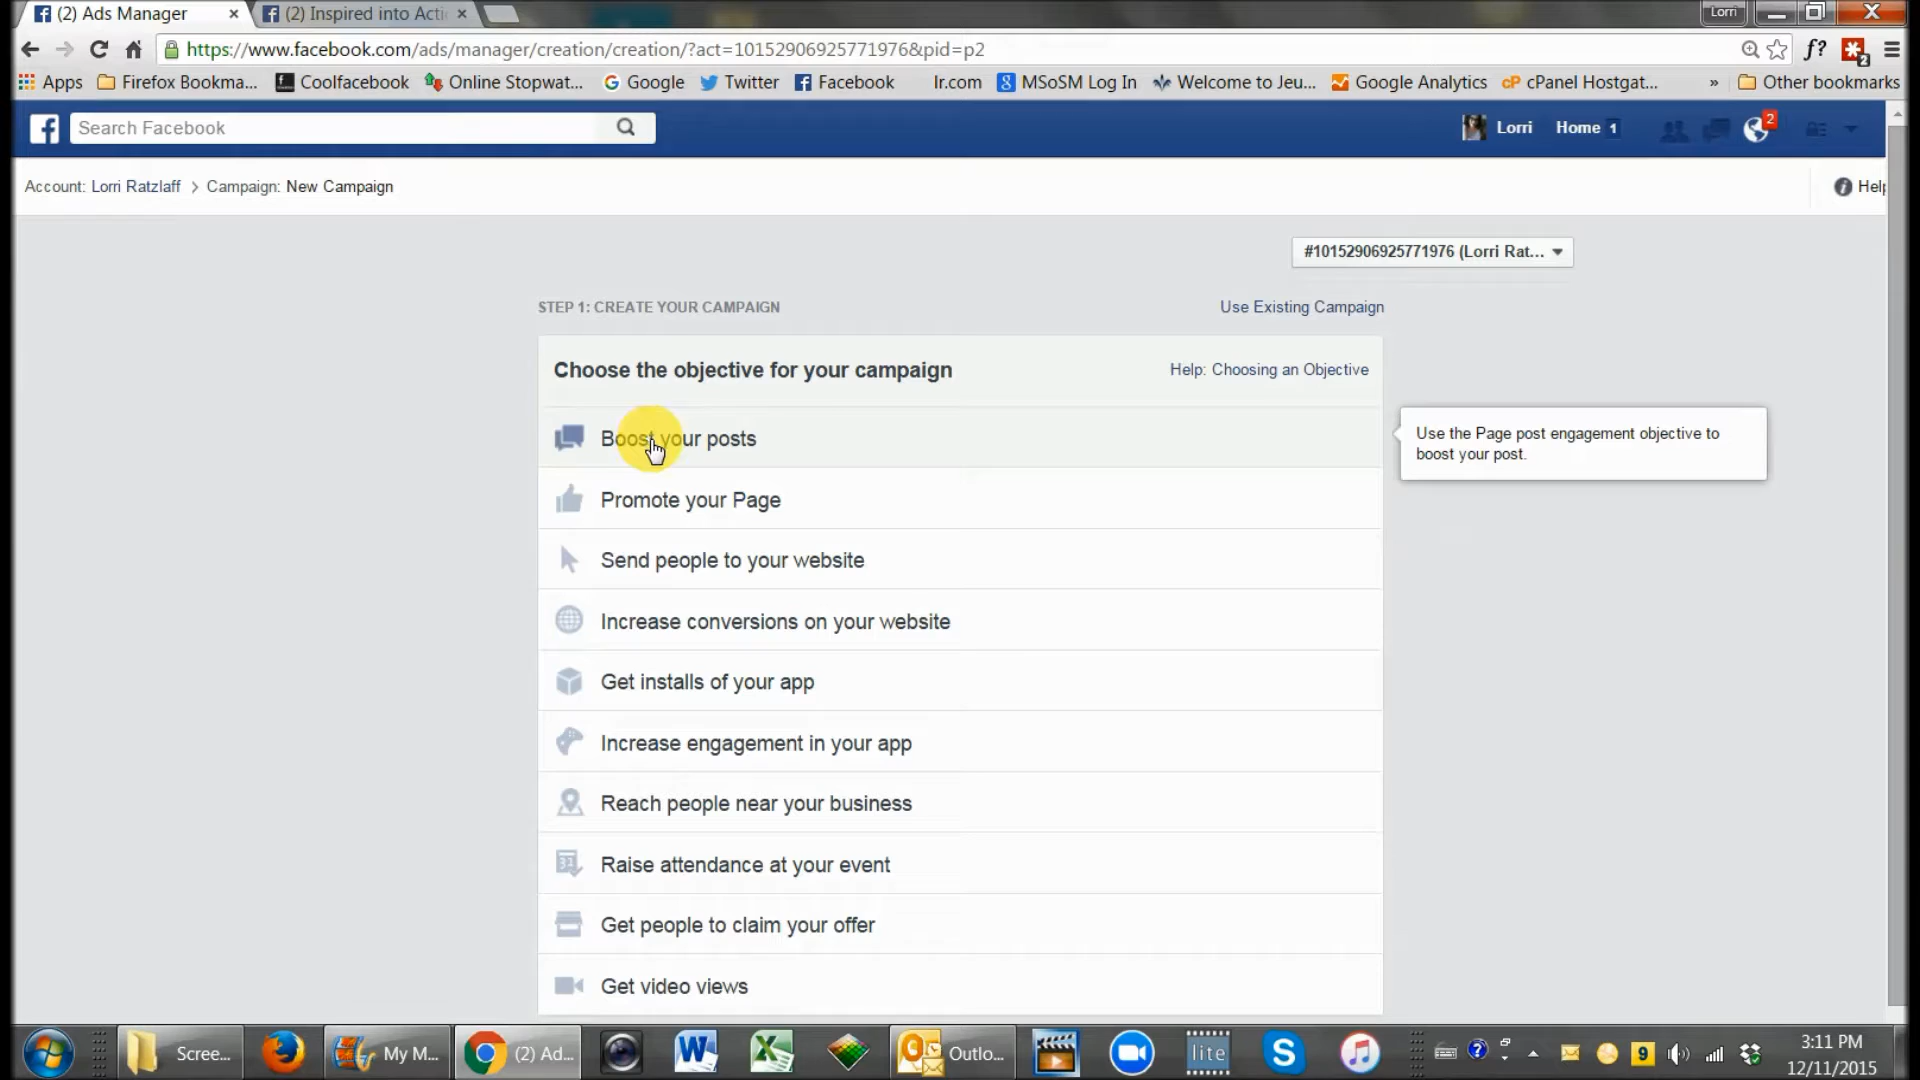 (2) Ads Manager
(2) Inspired into Acti
Lorri
https://www.facebook.com/ads/manager/creation/creation/?act=10152906925771976&pid=p2
f?
2
Apps
Firefox Bookma...
Coolfacebook
Online Stopwat...
Google
Twitter
Facebook
lr.com
MSoSM Log In
Welcome to Jeu...
Google Analytics
cPanel Hostgat...
»
Other bookmarks
Search Facebook
Lorri
Home 1
2
Account: Lorri Ratzlaff > Campaign: New Campaign
Help
#10152906925771976 (Lorri Rat...
STEP 1: CREATE YOUR CAMPAIGN
Use Existing Campaign
Choose the objective for your campaign
Help: Choosing an Objective
Boost your posts
Use the Page post engagement objective to
boost your post.
Promote your Page
Send people to your website
Increase conversions on your website
Get installs of your app
Increase engagement in your app
Reach people near your business
Raise attendance at your event
Get people to claim your offer
Get video views
Scree...
My M...
(2) Ad...
Outlo...
lite
9
3:11 PM
12/11/2015